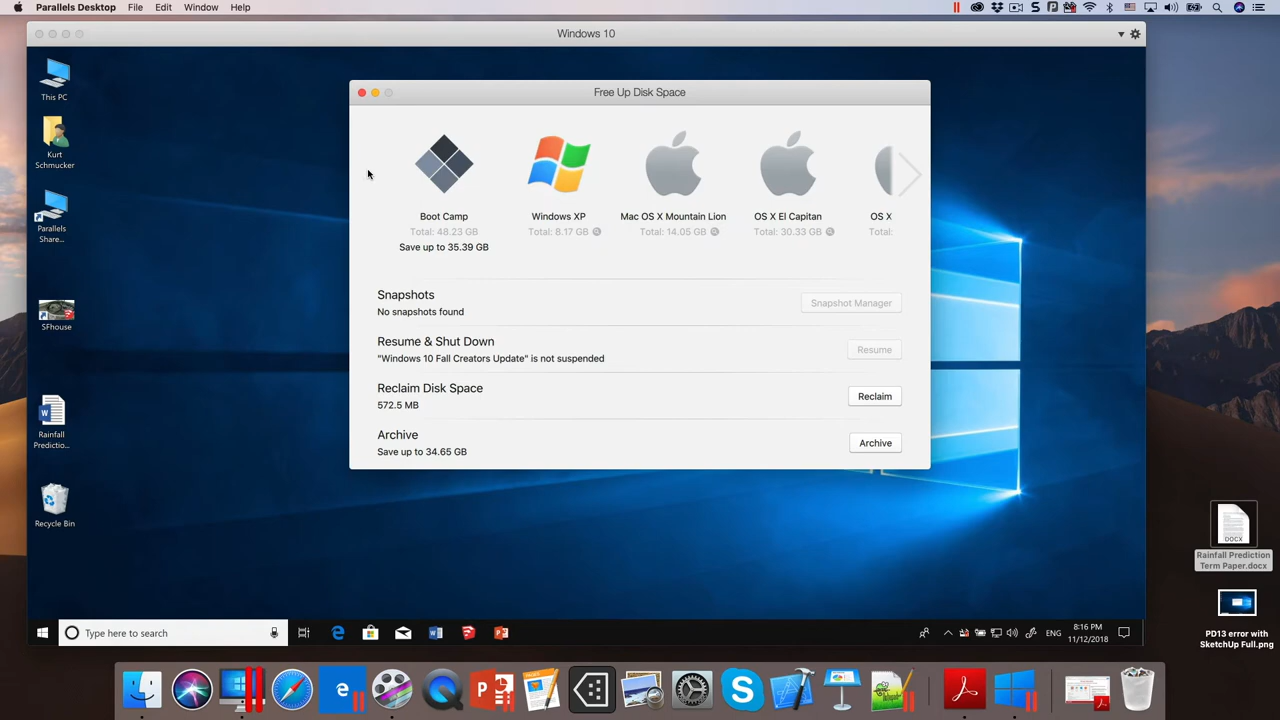 Parallels Desktop File Edit Window Help
Windows 10
Free Up Disk Space
This PC
Kurt
Schmucker
Parallels
Share...
SFhouse
Rainfall
Predictio...
Recycle Bin
Boot Camp
Total: 48.23 GB
Save up to 35.39 GB
Windows XP
Total: 8.17 GB
Mac OS X Mountain Lion
Total: 14.05 GB
OS X El Capitan
Total: 30.33 GB
OS X
Total:
Snapshots
No snapshots found
Snapshot Manager
Resume & Shut Down
"Windows 10 Fall Creators Update" is not suspended
Resume
Reclaim Disk Space
572.5 MB
Reclaim
Archive
Save up to 34.65 GB
Archive
DOCX
Rainfall Prediction
Term Paper.docx
PD13 error with
SketchUp Full.png
Type here to search
ENG
8:16 PM
11/12/2018